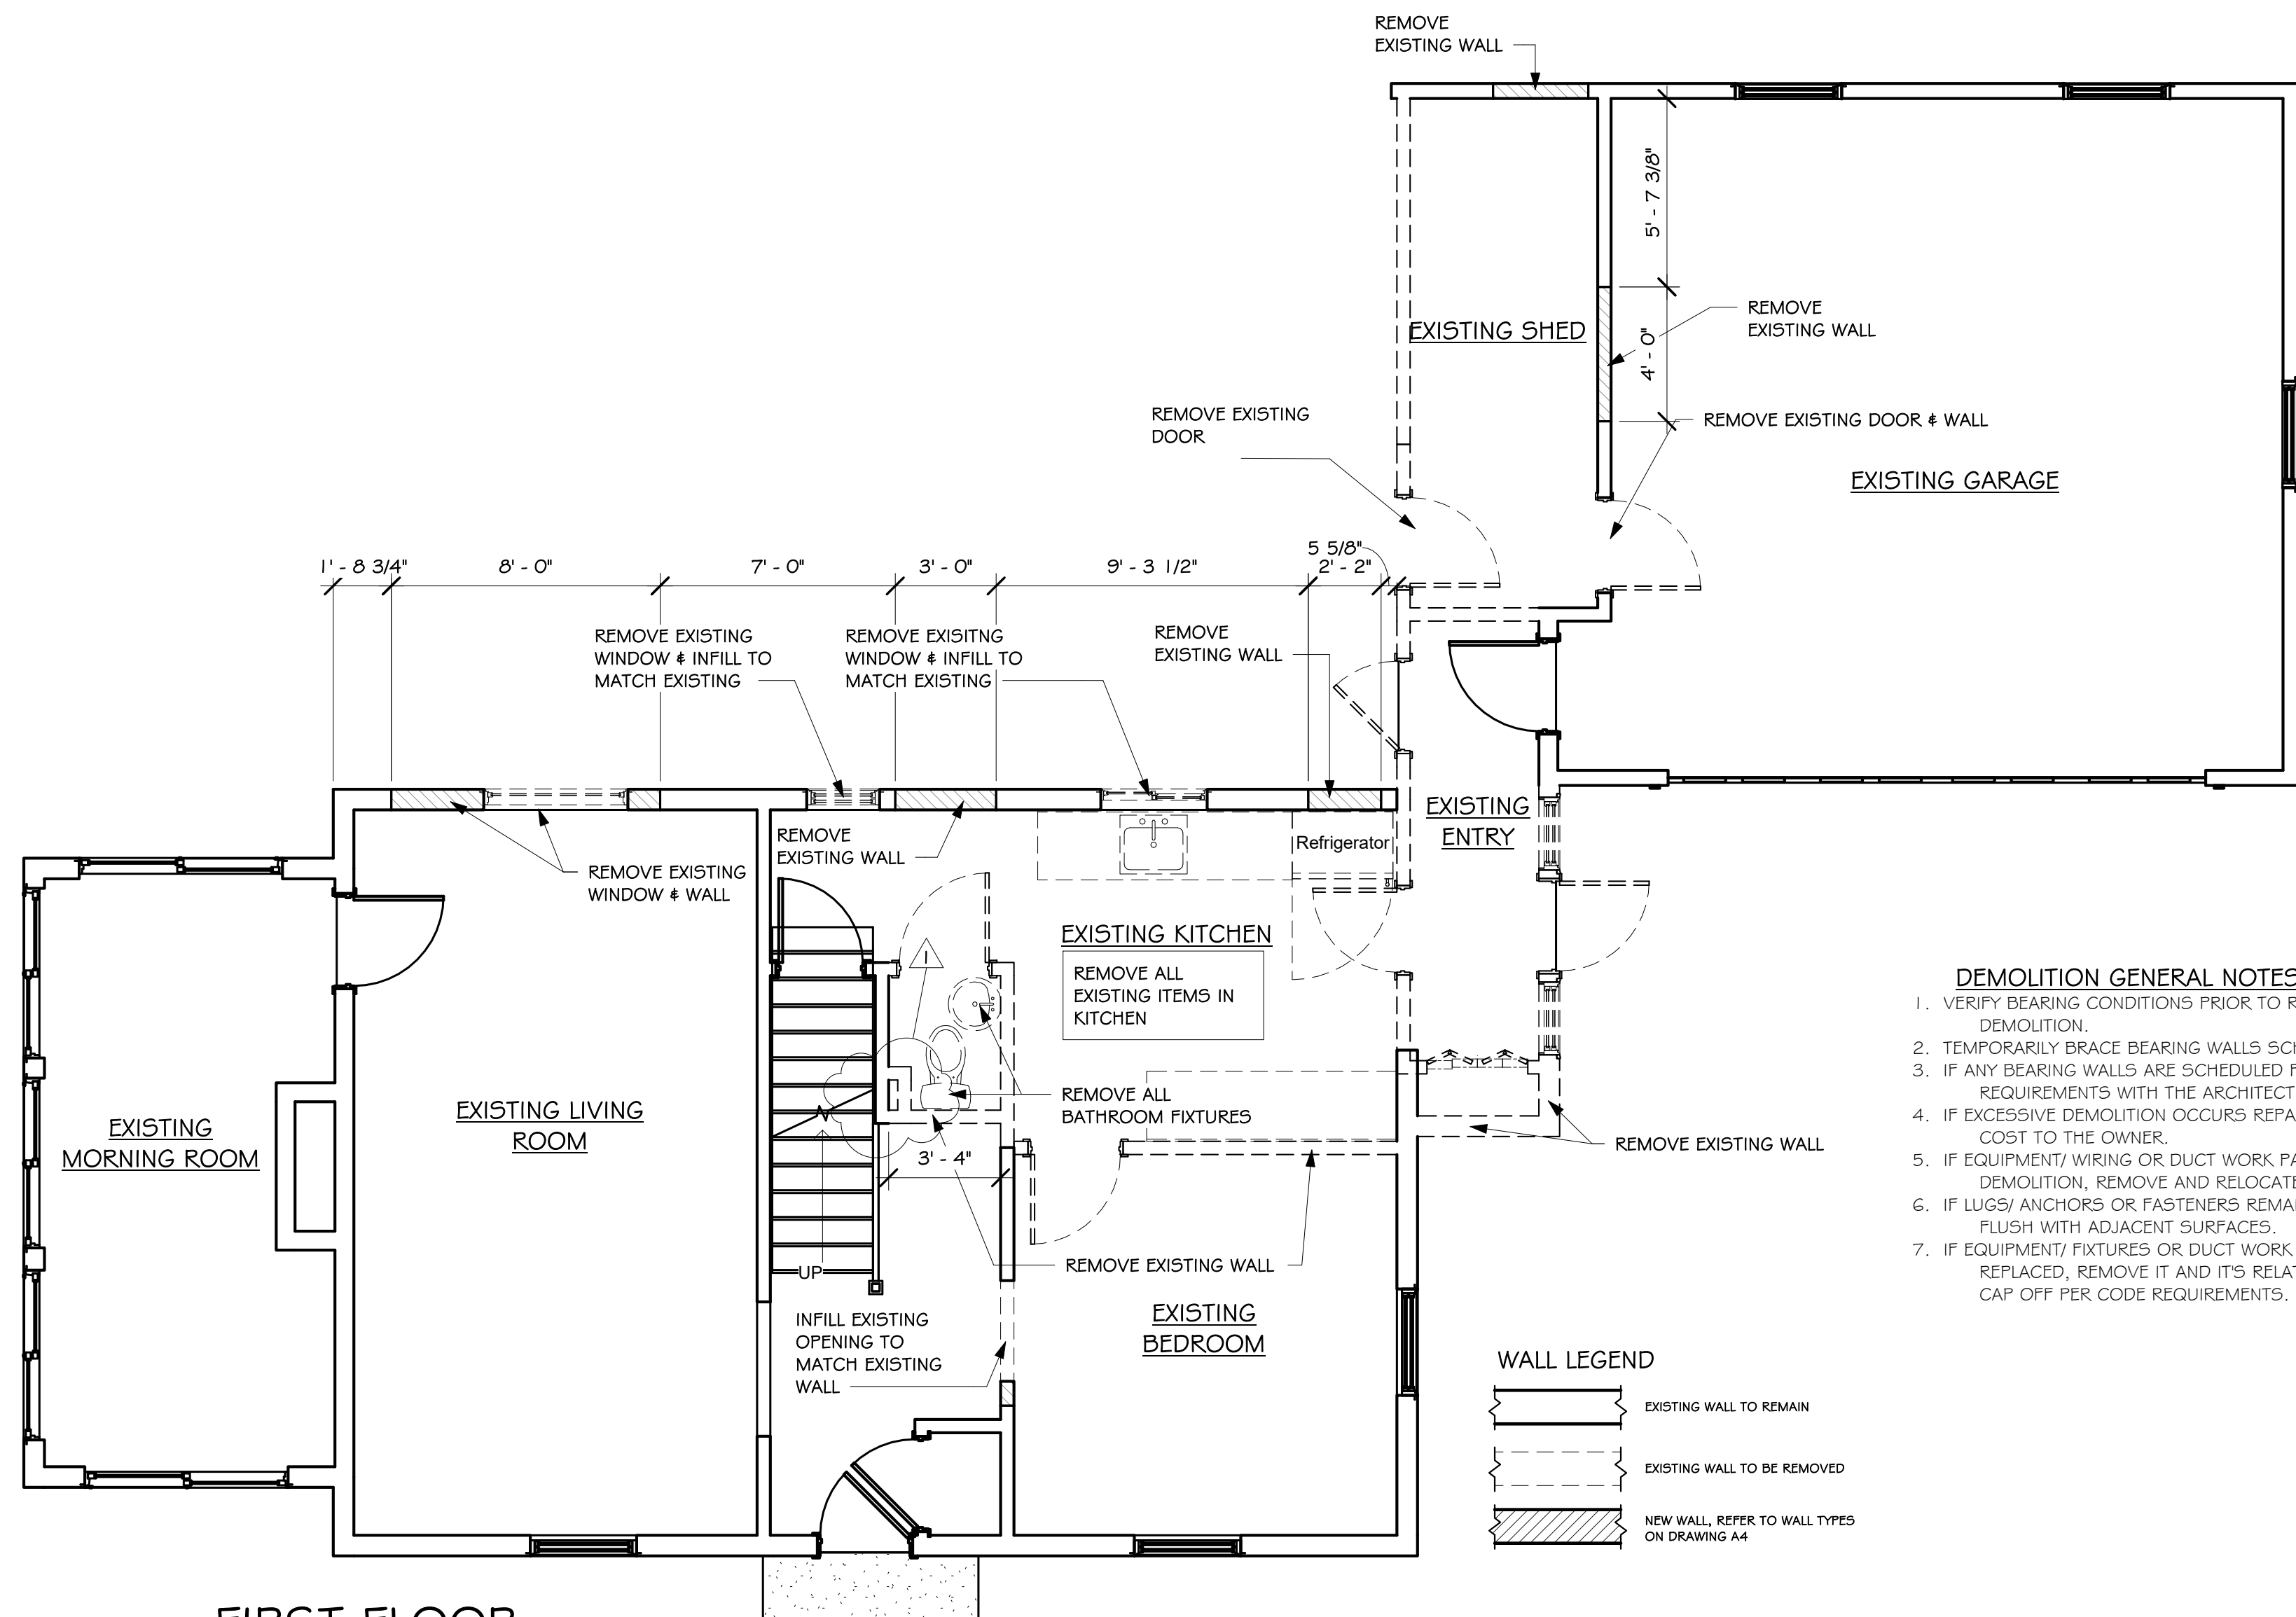 REMOVE
EXISTING WALL
5' - 7 3/8"
4' - 0"
REMOVE
EXISTING WALL
EXISTING SHED
REMOVE EXISTING
DOOR
REMOVE EXISTING DOOR & WALL
EXISTING GARAGE
1' - 8 3/4"
8' - 0"
7' - 0"
3' - 0"
9' - 3 1/2"
5 5/8"
2' - 2"
REMOVE EXISTING
WINDOW & INFILL TO
MATCH EXISTING
REMOVE EXISITNG
WINDOW & INFILL TO
MATCH EXISTING
REMOVE
EXISTING WALL
REMOVE
EXISTING WALL
EXISTING
ENTRY
Refrigerator
REMOVE EXISTING
WINDOW & WALL
EXISTING KITCHEN
REMOVE ALL
EXISTING ITEMS IN
KITCHEN
1
REMOVE ALL
BATHROOM FIXTURES
EXISTING LIVING
ROOM
EXISTING
MORNING ROOM
3' - 4"
REMOVE EXISTING WALL
REMOVE EXISTING WALL
UP
INFILL EXISTING
OPENING TO
MATCH EXISTING
WALL
EXISTING
BEDROOM
DEMOLITION GENERAL NOTES
1. VERIFY BEARING CONDITIONS PRIOR TO
DEMOLITION.
2. TEMPORARILY BRACE BEARING WALLS
3. IF ANY BEARING WALLS ARE SCHEDULED
REQUIREMENTS WITH THE ARCHITECT
4. IF EXCESSIVE DEMOLITION OCCURS
COST TO THE OWNER.
5. IF EQUIPMENT/ WIRING OR DUCT WORK
DEMOLITION, REMOVE AND RELOCATE
6. IF LUGS/ ANCHORS OR FASTENERS
FLUSH WITH ADJACENT SURFACES.
7. IF EQUIPMENT/ FIXTURES OR DUCT WORK
REPLACED, REMOVE IT AND IT'S
CAP OFF PER CODE REQUIREMENTS.
WALL LEGEND
EXISTING WALL TO REMAIN
EXISTING WALL TO BE REMOVED
NEW WALL, REFER TO WALL TYPES
ON DRAWING A4
FIRST FLOOR